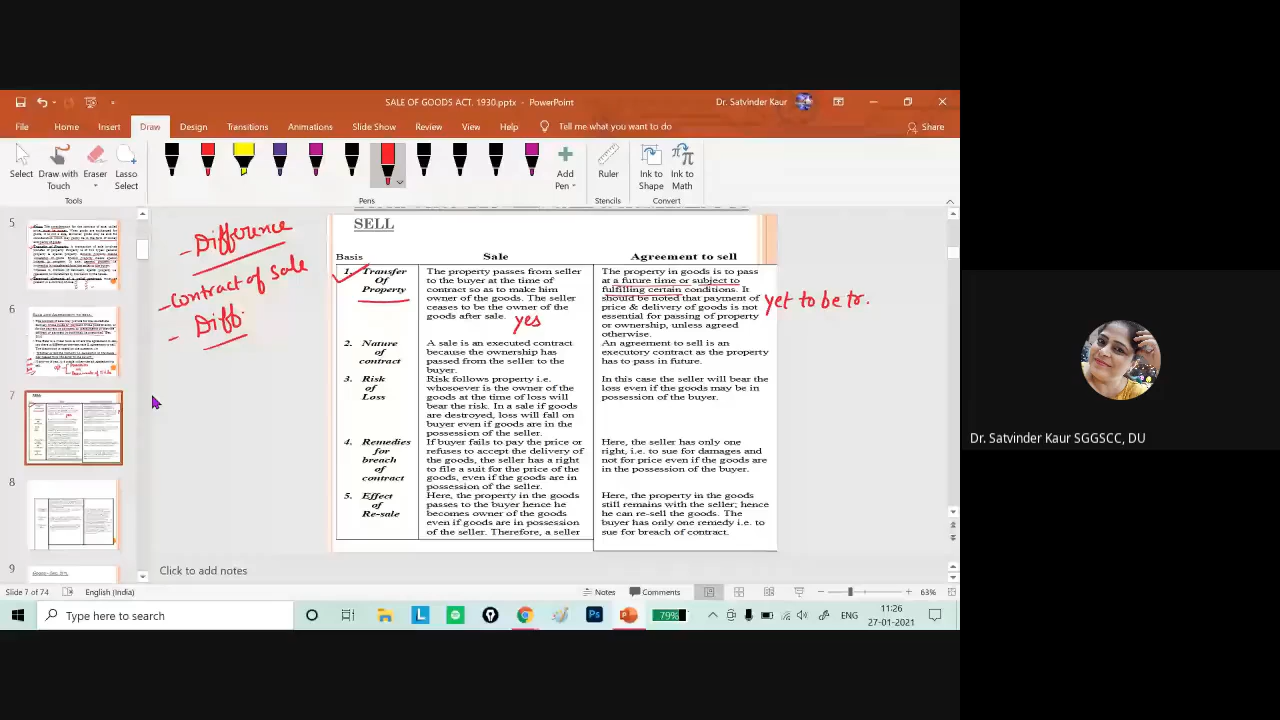 SALE OF GOODS ACT. 1930.pptx - PowerPoint
Dr. Satvinder Kaur
File Home Insert Draw Design Transitions Animations Slide Show Review View Help Tell me what you want to do
Share
Select
Draw with Touch
Eraser
Lasso Select
Add Pen
Ruler
Ink to Shape
Ink to Math
Tools
Pens
Stencils
Convert
5
6
7
8
9
- Difference
- Contract of Sale
- Diffb.
SELL
Basis Sale Agreement to sell
1. Transfer Of Property
The property passes from seller
to the buyer at the time of
contract so as to make him
owner of the goods. The seller
ceases to be the owner of the
goods after sale.
yes
The property in goods is to pass
at a future time or subject to
fulfilling certain conditions. It
should be noted that payment of
price & delivery of goods is not
essential for passing of property
or ownership, unless agreed
otherwise.
yet to be tr.
2. Nature of contract
A sale is an executed contract
because the ownership has
passed from the seller to the
buyer.
An agreement to sell is an
executory contract as the property
has to pass in future.
3. Risk of Loss
Risk follows property i.e.
whosoever is the owner of the
goods at the time of loss will
bear the risk. In a sale if goods
are destroyed, loss will fall on
buyer even if goods are in the
possession of the seller.
In this case the seller will bear the
loss even if the goods may be in
possession of the buyer.
4. Remedies for breach of contract
If buyer fails to pay the price or
refuses to accept the delivery of
the goods, the seller has a right
to file a suit for the price of the
goods, even if the goods are in
possession of the seller.
Here, the seller has only one
right, i.e. to sue for damages and
not for price even if the goods are
in the possession of the buyer.
5. Effect of Re-sale
Here, the property in the goods
passes to the buyer hence he
becomes owner of the goods
even if goods are in possession
of the seller. Therefore, a seller
Here, the property in the goods
still remains with the seller; hence
he can re-sell the goods. The
buyer has only one remedy i.e. to
sue for breach of contract.
Click to add notes
Slide 7 of 74
English (India)
Notes
Comments
63%
Type here to search
79%
ENG
11:26
27-01-2021
Dr. Satvinder Kaur SGGSCC, DU